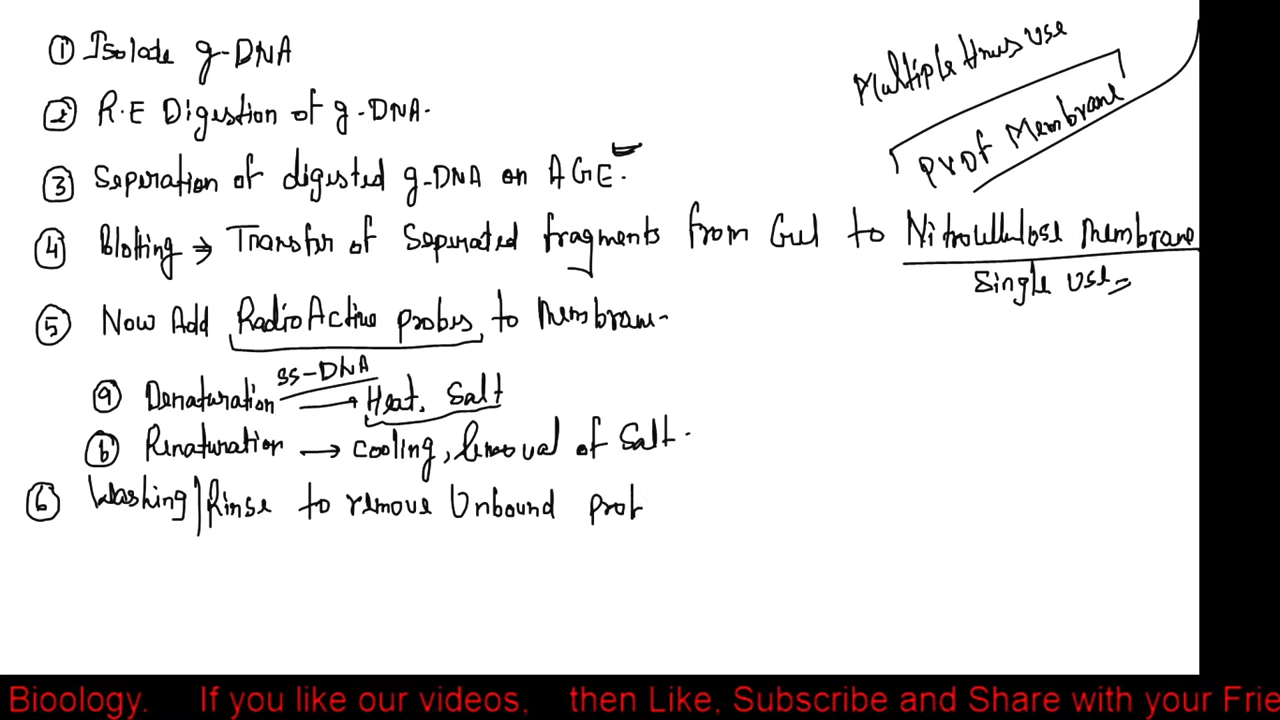 ① Isolate g-DNA
② R.E Digestion of g-DNA.
③ Seperation of digested g-DNA on AGE.
④ Blotting → Transfer of Seperated fragments from Gel to Nitrocellulose Membrane
Single Use
Multiple times Use
PVDF Membrane
⑤ Now Add RadioActive probes to Membrane.
ss-DNA
ⓐ Denaturation → Heat, Salt
ⓑ Renaturation → cooling, Removal of Salt.
⑥ Washing/Rinse to remove Unbound prob
Bioology. If you like our videos, then Like, Subscribe and Share with your Frie